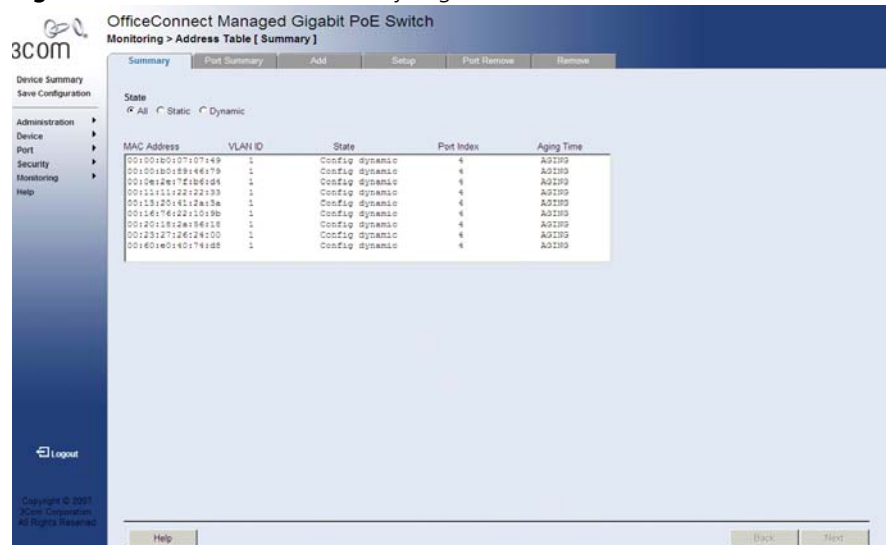 OfficeConnect Managed Gigabit PoE Switch
Monitoring > Address Table [ Summary ]
3COM
Summary Port Summary Add Setup Port Remove Remove
Device Summary
Save Configuration
Administration
Device
Port
Security
Monitoring
Help
State
All Static Dynamic
MAC Address VLAN ID State Port Index Aging Time
00:00:b0:07:07:49 1 Config dynamic 4 AGING
00:00:b0:89:46:79 1 Config dynamic 4 AGING
00:0e:2e:7f:b6:d4 1 Config dynamic 4 AGING
00:11:11:22:22:33 1 Config dynamic 4 AGING
00:13:20:41:2a:3a 1 Config dynamic 4 AGING
00:16:76:22:10:9b 1 Config dynamic 4 AGING
00:20:18:2a:56:18 1 Config dynamic 4 AGING
00:23:27:26:24:00 1 Config dynamic 4 AGING
00:60:e0:40:74:d8 1 Config dynamic 4 AGING
Logout
Copyright © 2007
3Com Corporation
All Rights Reserved
Help Back Next